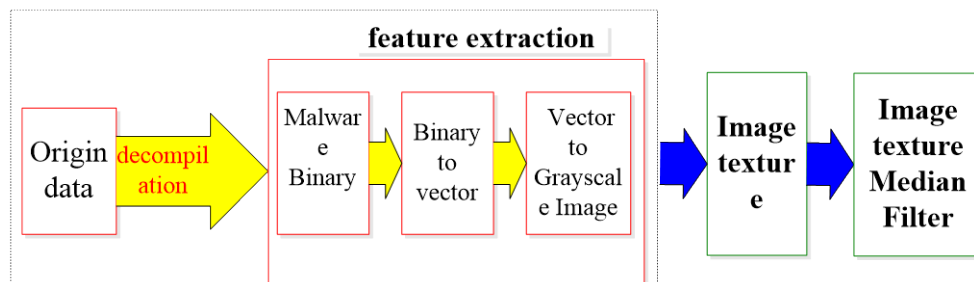 feature extraction
Origin
data
decompil
ation
Malwar
e
Binary
Binary
to
vector
Vector
to
Grayscal
e Image
Image
textur
e
Image
texture
Median
Filter